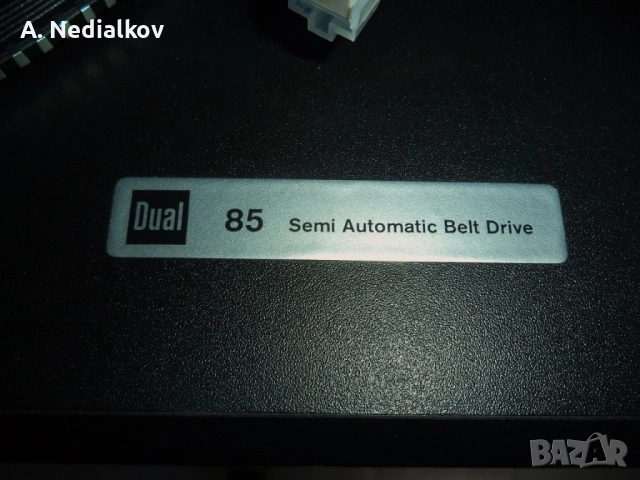 A. Nedialkov
Dual 85 Semi Automatic Belt Drive
BAZAR